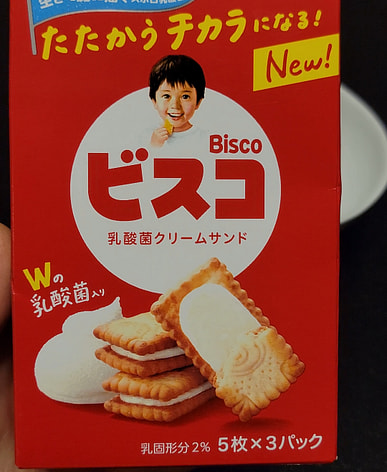 たたかうチカラになる!
New!
Bisco
ビスコ
乳酸菌クリームサンド
Wの
乳酸菌入り
乳固形分2% 5枚×3パック